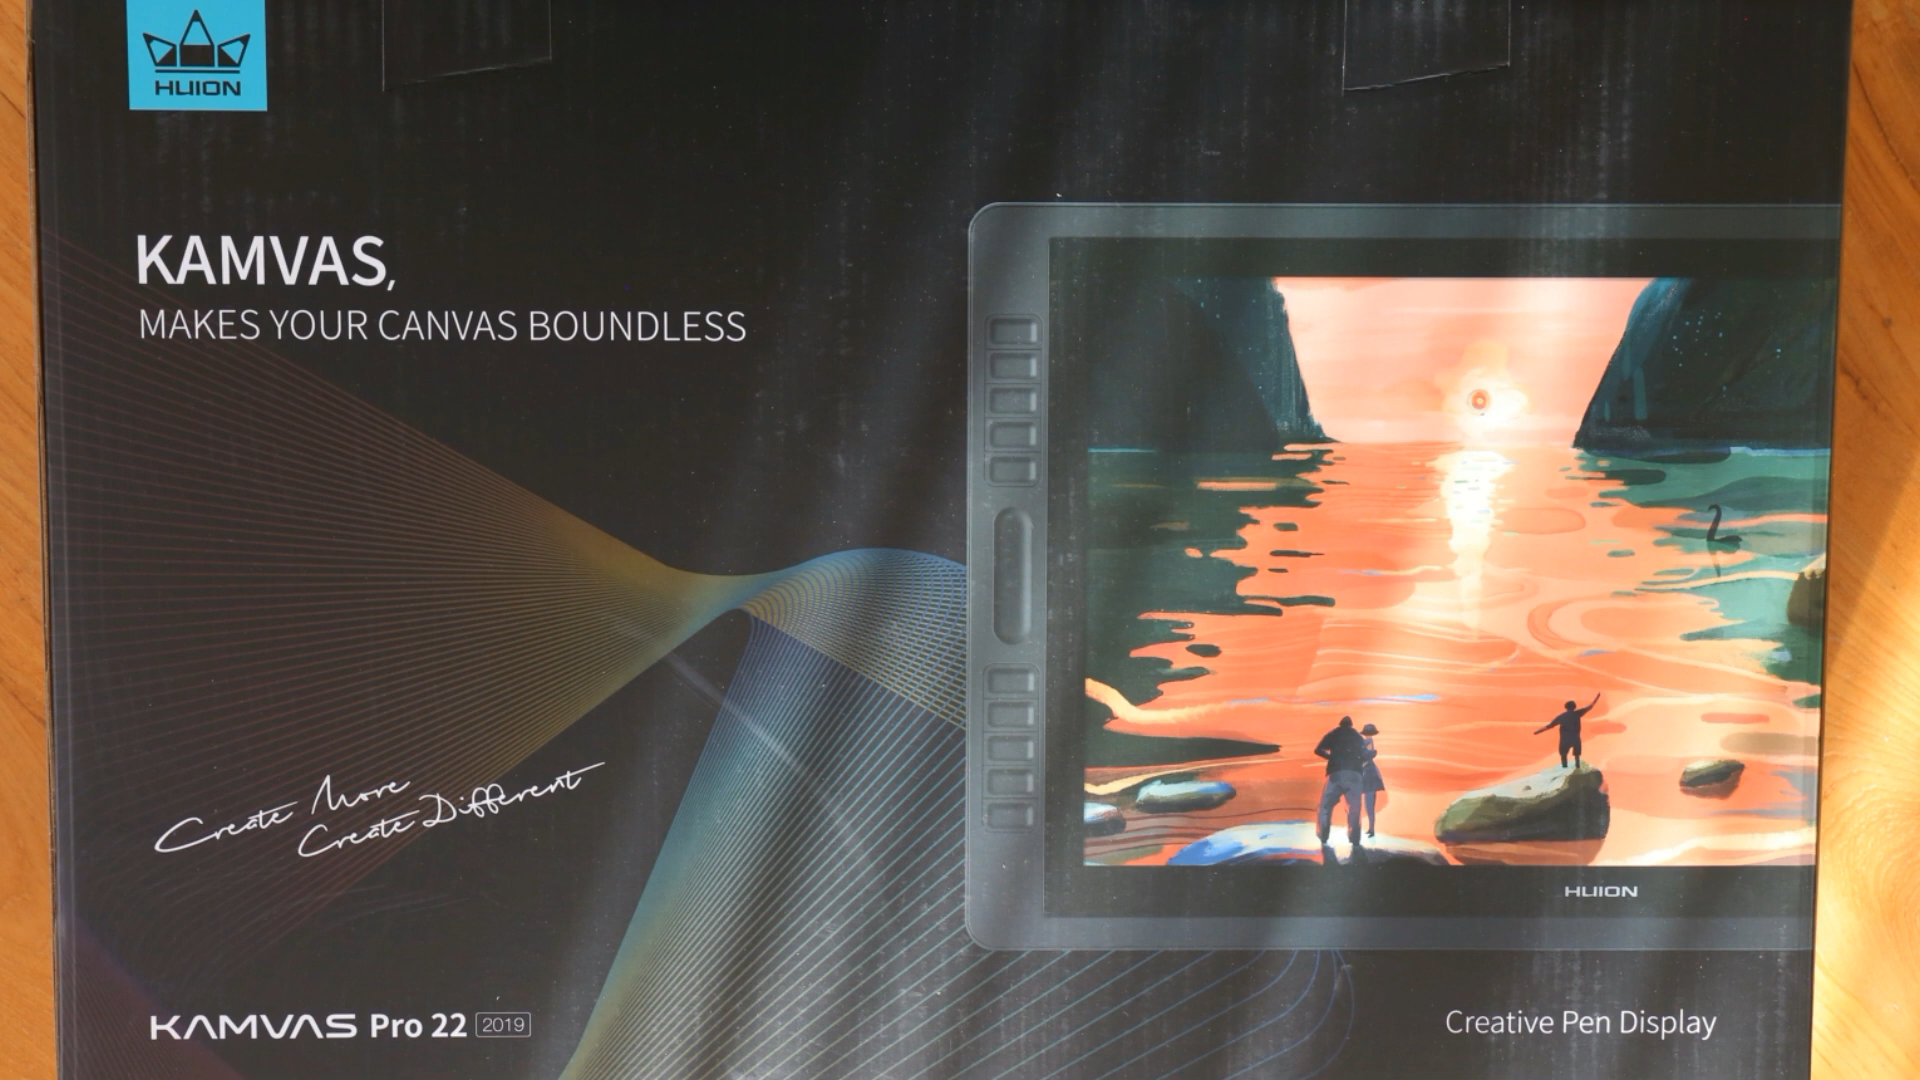 HUION
KAMVAS,
MAKES YOUR CANVAS BOUNDLESS
Create More
Create Different
HUION
KAMVAS Pro 22 2019
Creative Pen Display